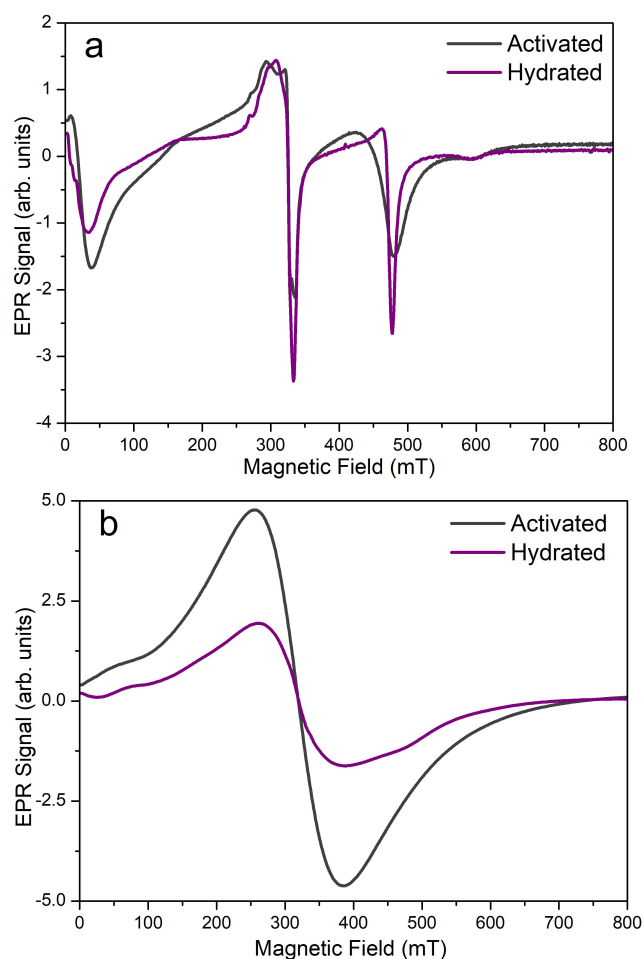 a
Activated
Hydrated
EPR Signal (arb. units)
2
1
0
-1
-2
-3
-4
0 100 200 300 400 500 600 700 800
Magnetic Field (mT)
b
Activated
Hydrated
EPR Signal (arb. units)
5.0
2.5
0.0
-2.5
-5.0
0 100 200 300 400 500 600 700 800
Magnetic Field (mT)